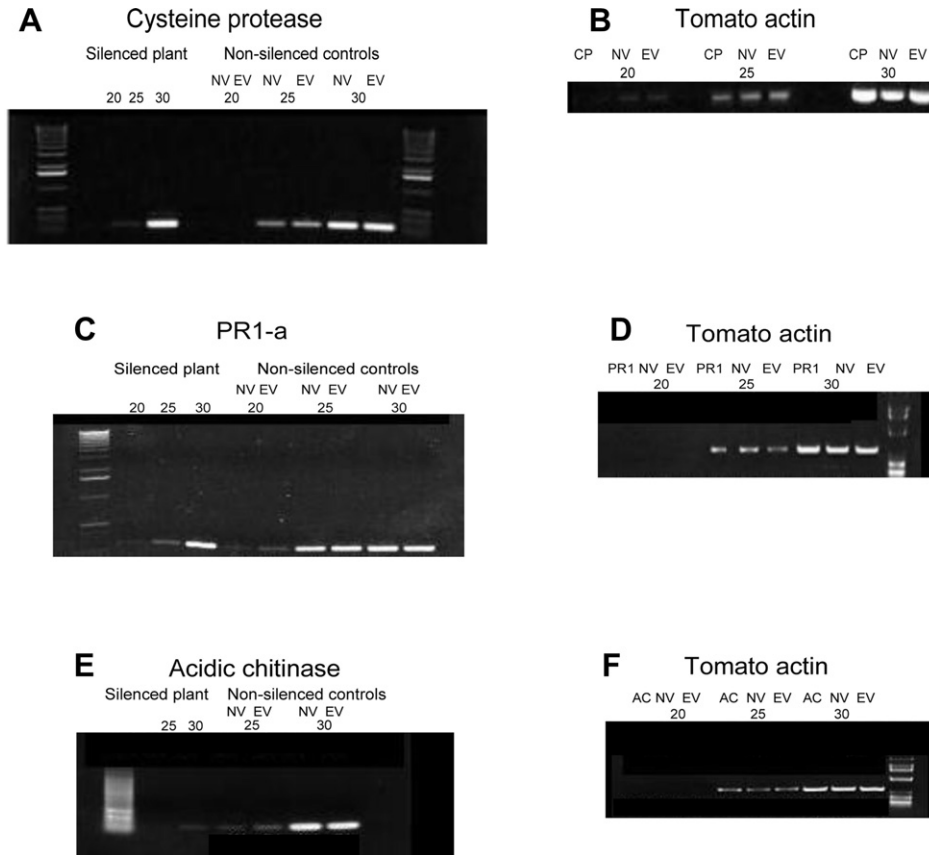 A
Cysteine protease
Silenced plant Non-silenced controls
NV EV NV EV NV EV
20 25 30 20 25 30
B
Tomato actin
CP NV EV CP NV EV CP NV EV
20 25 30
C
PR1-a
Silenced plant Non-silenced controls
NV EV NV EV NV EV
20 25 30 20 25 30
D
Tomato actin
PR1 NV EV PR1 NV EV PR1 NV EV
20 25 30
E
Acidic chitinase
Silenced plant Non-silenced controls
NV EV NV EV
25 30 25 30
F
Tomato actin
AC NV EV AC NV EV AC NV EV
20 25 30